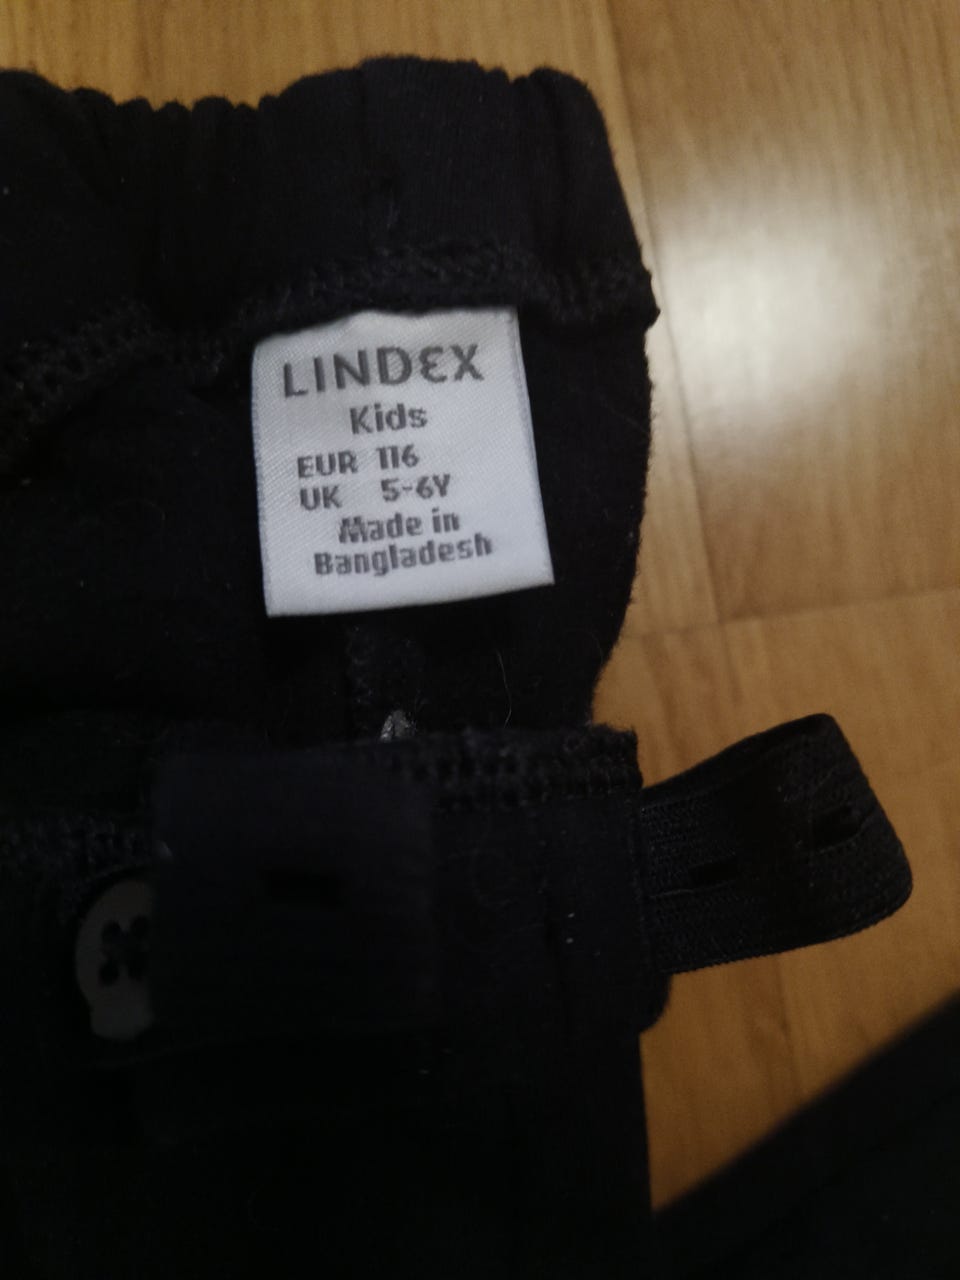 LINDEX
Kids
EUR 116
UK 5-6Y
Made in
Bangladesh